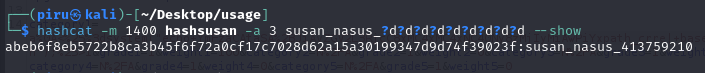 ┌──(piru㉿kali)-[~/Desktop/usage]
└─$ hashcat -m 1400 hashsusan -a 3 susan_nasus_?d?d?d?d?d?d?d?d?d --show
abeb6f8eb5722b8ca3b45f6f72a0cf17c7028d62a15a30199347d9d74f39023f:susan_nasus_413759210